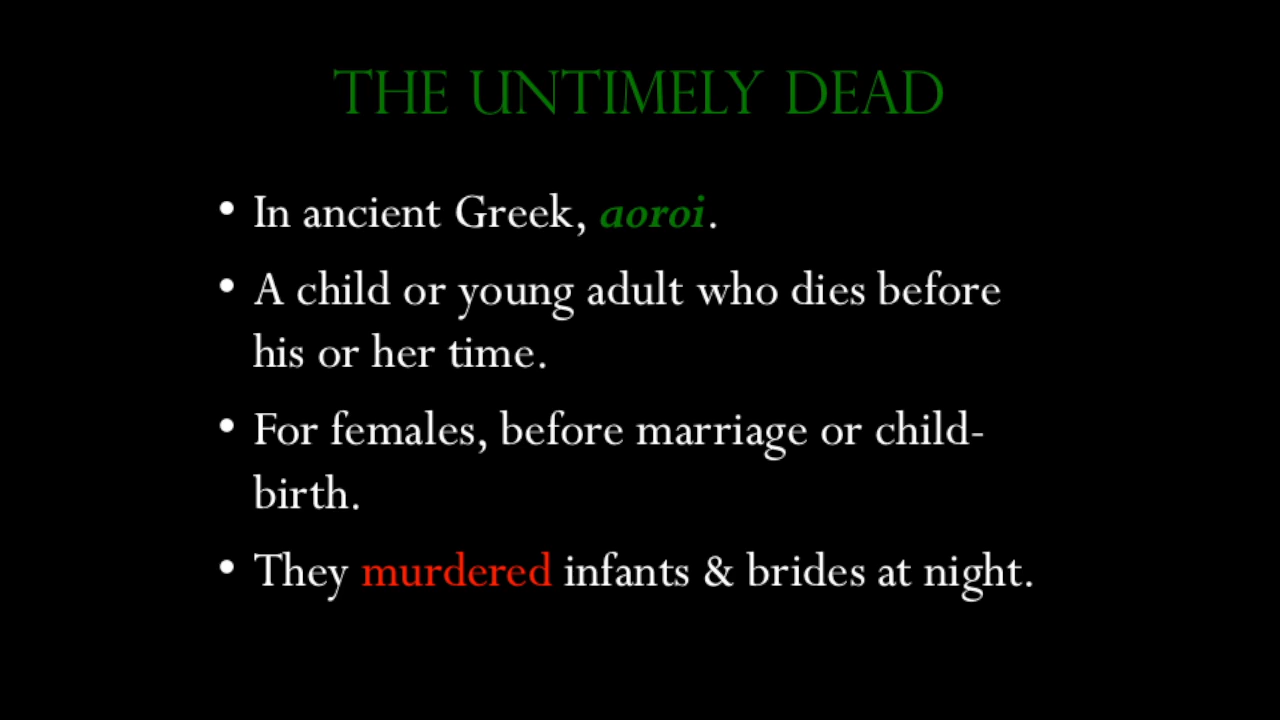 THE UNTIMELY DEAD
• In ancient Greek, aoroi.
• A child or young adult who dies before
his or her time.
• For females, before marriage or child-
birth.
• They murdered infants & brides at night.